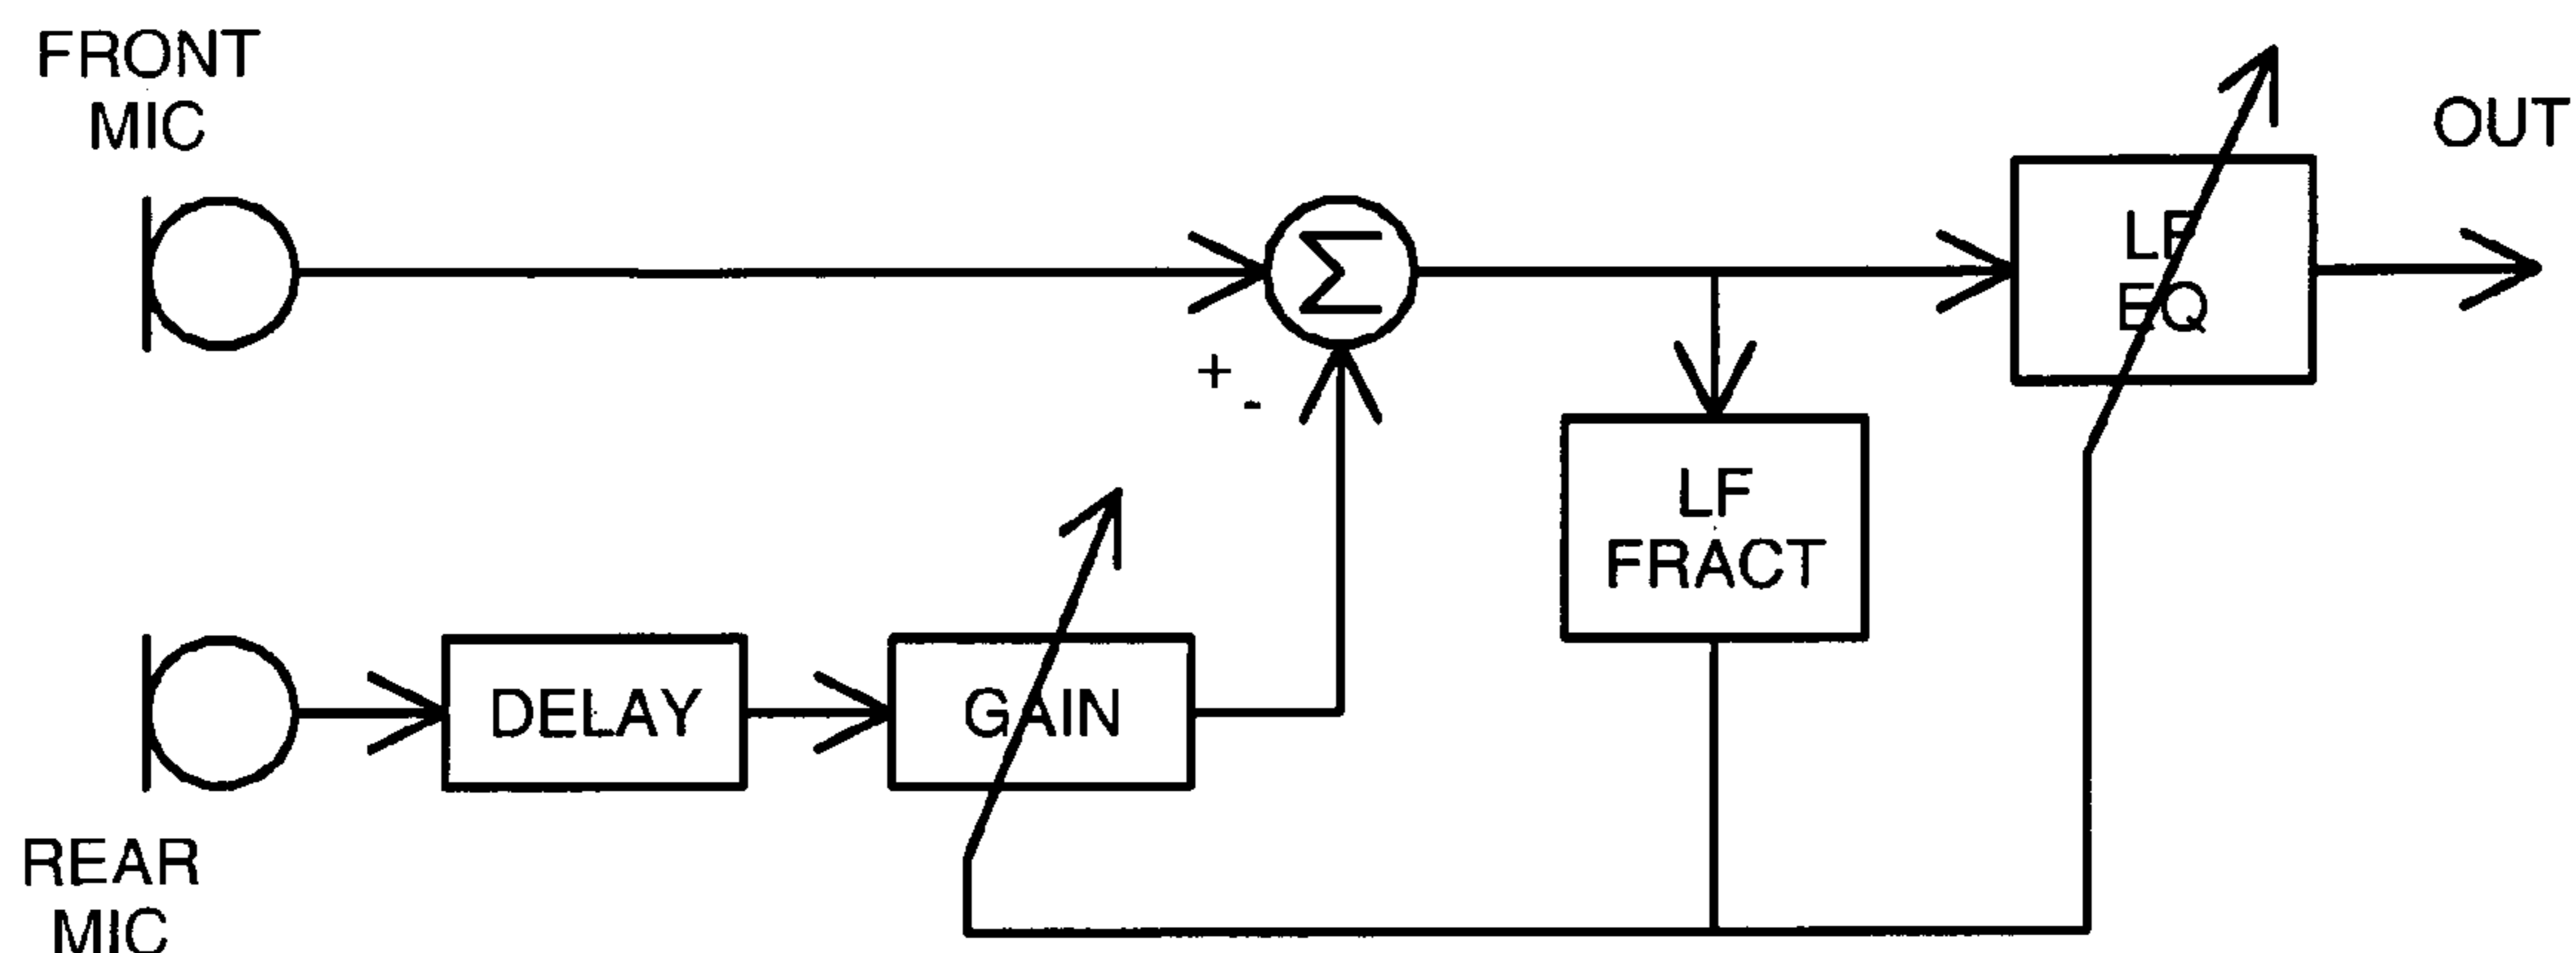 FRONT
MIC
OUT
LF
EQ
Σ
+
-
LF
FRACT
DELAY
GAIN
REAR
MIC